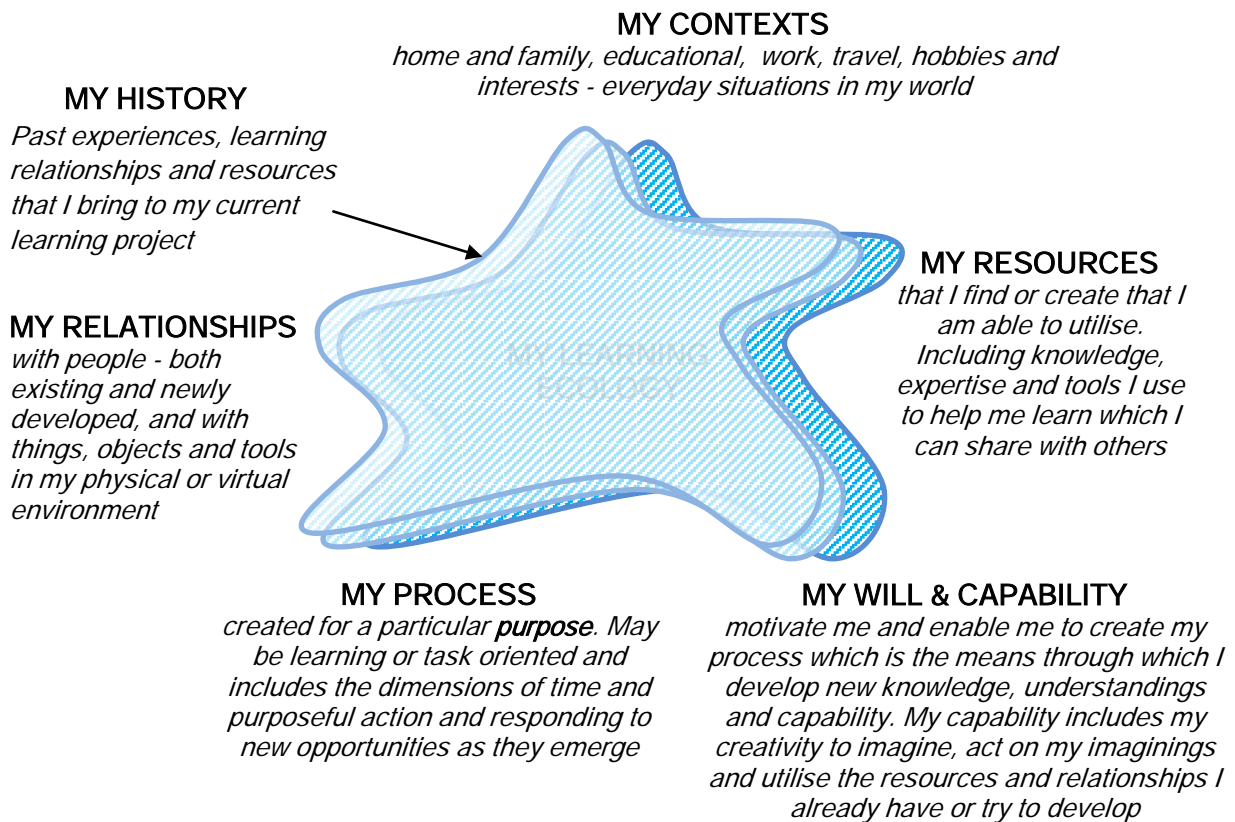 MY CONTEXTS
home and family, educational, work, travel, hobbies and
interests - everyday situations in my world
MY HISTORY
Past experiences, learning
relationships and resources
that I bring to my current
learning project
MY RELATIONSHIPS
with people - both
existing and newly
developed, and with
things, objects and tools
in my physical or virtual
environment
MY LEARNING
ECOLOGY
MY RESOURCES
that I find or create that I
am able to utilise.
Including knowledge,
expertise and tools I use
to help me learn which I
can share with others
MY PROCESS
created for a particular purpose. May
be learning or task oriented and
includes the dimensions of time and
purposeful action and responding to
new opportunities as they emerge
MY WILL & CAPABILITY
motivate me and enable me to create my
process which is the means through which I
develop new knowledge, understandings
and capability. My capability includes my
creativity to imagine, act on my imaginings
and utilise the resources and relationships I
already have or try to develop